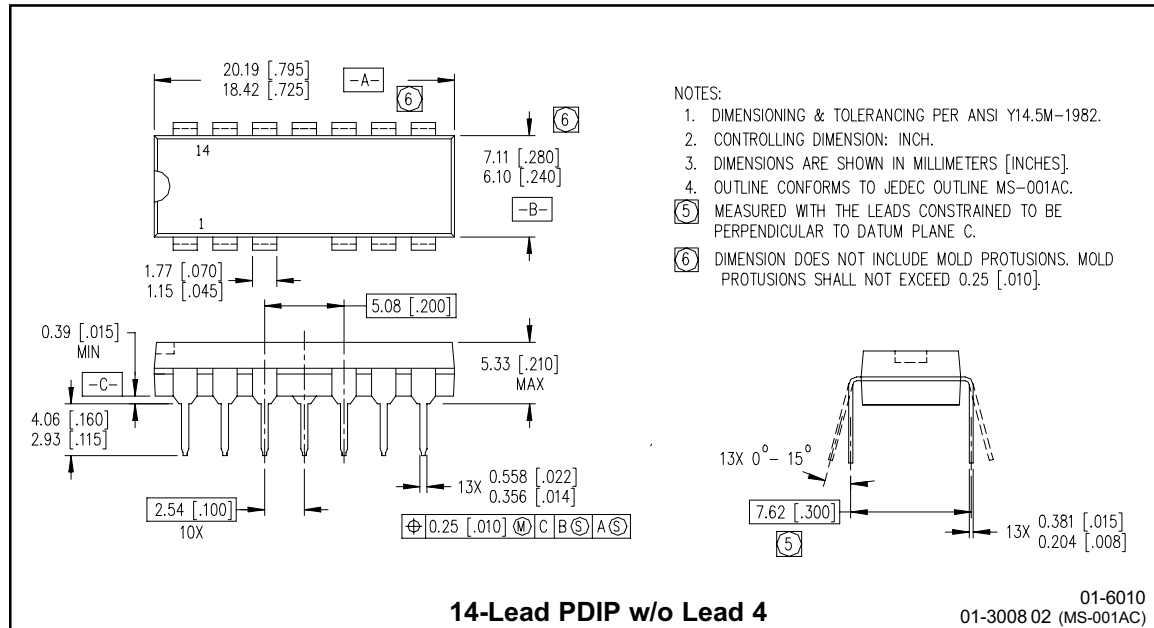 20.19 [.795]
18.42 [.725]
-A-
6
6
14
1
7.11 [.280]
6.10 [.240]
-B-
1.77 [.070]
1.15 [.045]
5.08 [.200]
0.39 [.015]
MIN
-C-
5.33 [.210]
MAX
4.06 [.160]
2.93 [.115]
2.54 [.100]
10X
13X 0.558 [.022]
0.356 [.014]
⌖ 0.25 [.010] Ⓜ C B Ⓢ A Ⓢ
NOTES:
1. DIMENSIONING & TOLERANCING PER ANSI Y14.5M-1982.
2. CONTROLLING DIMENSION: INCH.
3. DIMENSIONS ARE SHOWN IN MILLIMETERS [INCHES].
4. OUTLINE CONFORMS TO JEDEC OUTLINE MS-001AC.
5 MEASURED WITH THE LEADS CONSTRAINED TO BE
PERPENDICULAR TO DATUM PLANE C.
6 DIMENSION DOES NOT INCLUDE MOLD PROTUSIONS. MOLD
PROTUSIONS SHALL NOT EXCEED 0.25 [.010].
13X 0°- 15°
7.62 [.300]
5
13X 0.381 [.015]
0.204 [.008]
14-Lead PDIP w/o Lead 4
01-6010
01-3008 02 (MS-001AC)